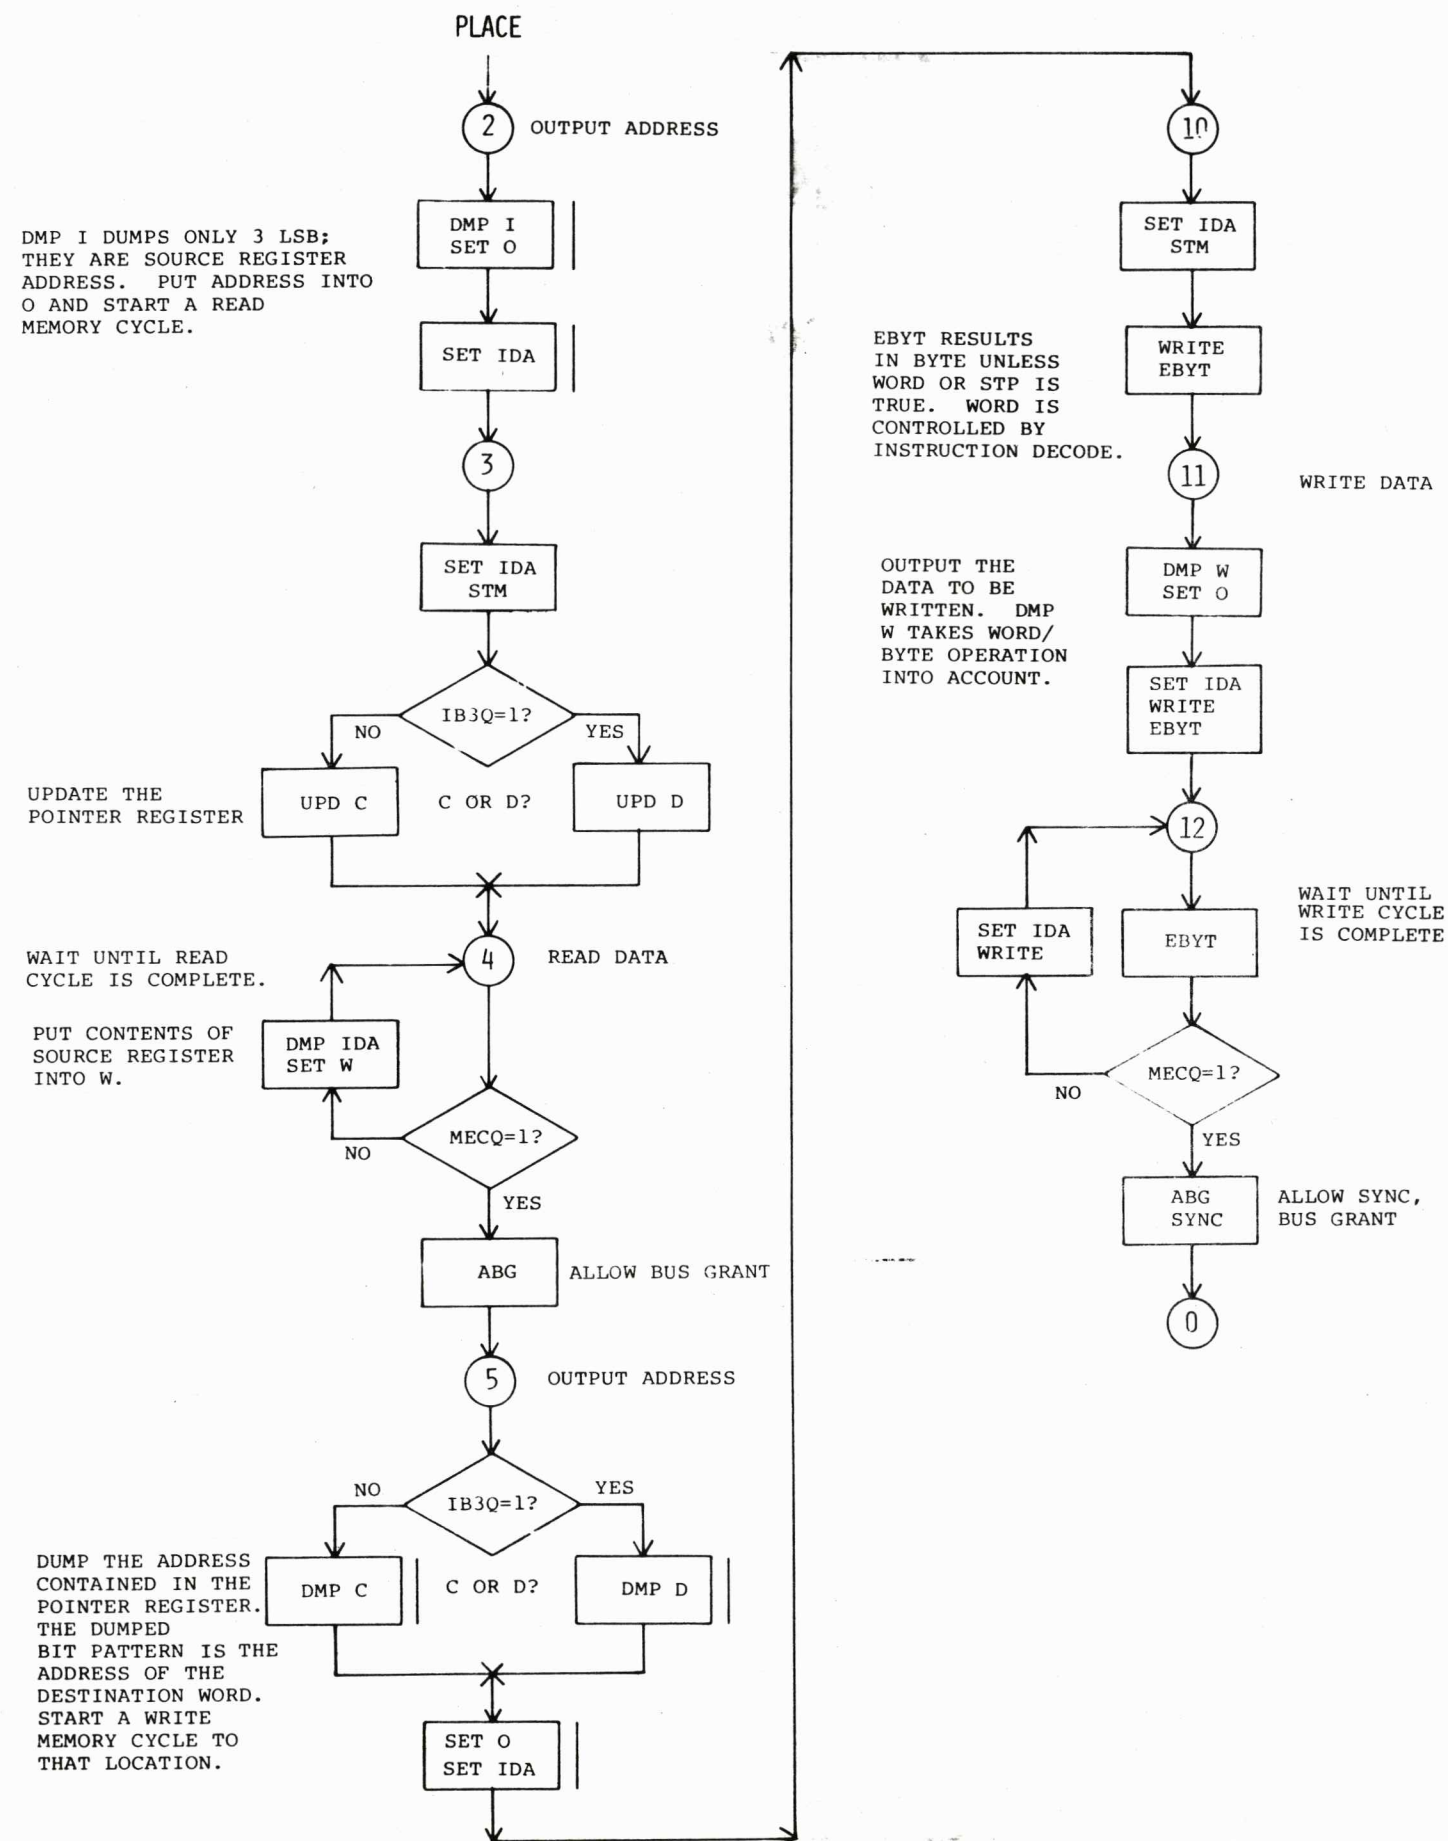 PLACE
2
OUTPUT ADDRESS
DMP I DUMPS ONLY 3 LSB;
THEY ARE SOURCE REGISTER
ADDRESS. PUT ADDRESS INTO
O AND START A READ
MEMORY CYCLE.
DMP I
SET O
SET IDA
3
SET IDA
STM
IB3Q=1?
NO
YES
UPDATE THE
POINTER REGISTER
UPD C
C OR D?
UPD D
WAIT UNTIL READ
CYCLE IS COMPLETE.
4
READ DATA
PUT CONTENTS OF
SOURCE REGISTER
INTO W.
DMP IDA
SET W
MECQ=1?
NO
YES
ABG
ALLOW BUS GRANT
5
OUTPUT ADDRESS
IB3Q=1?
NO
YES
DUMP THE ADDRESS
CONTAINED IN THE
POINTER REGISTER.
THE DUMPED
BIT PATTERN IS THE
ADDRESS OF THE
DESTINATION WORD.
START A WRITE
MEMORY CYCLE TO
THAT LOCATION.
DMP C
C OR D?
DMP D
SET O
SET IDA
10
SET IDA
STM
EBYT RESULTS
IN BYTE UNLESS
WORD OR STP IS
TRUE. WORD IS
CONTROLLED BY
INSTRUCTION DECODE.
WRITE
EBYT
11
WRITE DATA
OUTPUT THE
DATA TO BE
WRITTEN. DMP
W TAKES WORD/
BYTE OPERATION
INTO ACCOUNT.
DMP W
SET O
SET IDA
WRITE
EBYT
12
SET IDA
WRITE
EBYT
WAIT UNTIL
WRITE CYCLE
IS COMPLETE
MECQ=1?
NO
YES
ABG
SYNC
ALLOW SYNC,
BUS GRANT
0